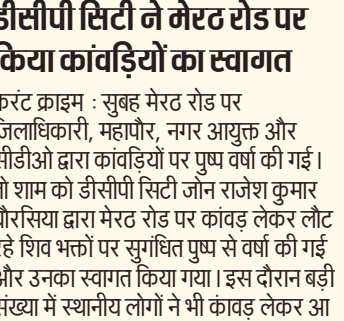 डीसीपी सिटी ने मेरठ रोड पर
किया कांवड़ियों का स्वागत
करंट क्राइम : सुबह मेरठ रोड पर
जिलाधिकारी, महापौर, नगर आयुक्त और
सीडीओ द्वारा कांवड़ियों पर पुष्प वर्षा की गई।
तो शाम को डीसीपी सिटी जोन राजेश कुमार
चौरसिया द्वारा मेरठ रोड पर कांवड़ लेकर लौट
रहे शिव भक्तों पर सुगंधित पुष्प से वर्षा की गई
और उनका स्वागत किया गया। इस दौरान बड़ी
संख्या में स्थानीय लोगों ने भी कंावड़ लेकर आ